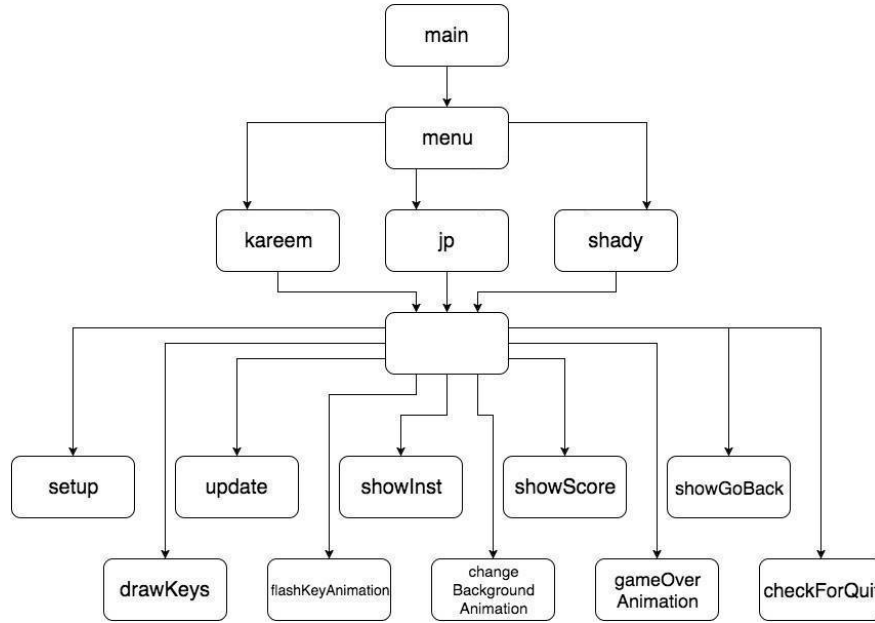 main
menu
kareem
jp
shady
setup
update
showInst
showScore
showGoBack
drawKeys
flashKeyAnimation
change
Background
Animation
gameOver
Animation
checkForQuit